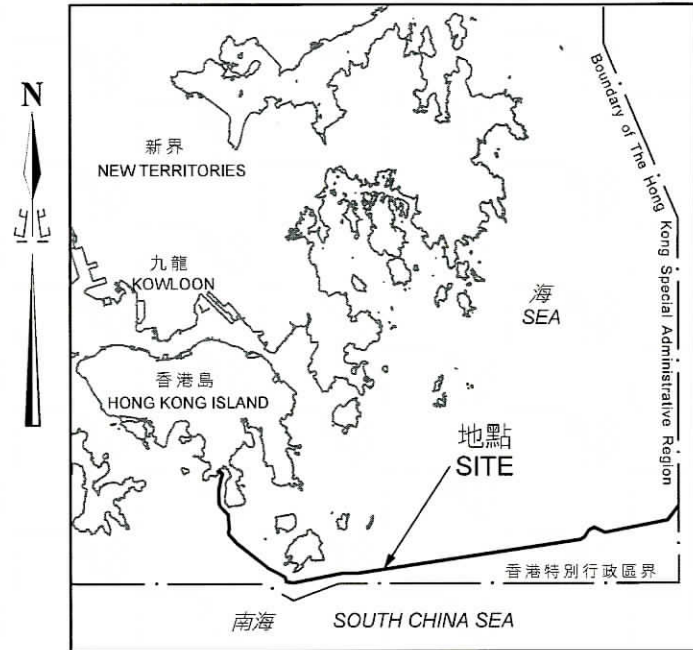 N
新界
NEW TERRITORIES
九龍
KOWLOON
香港島
HONG KONG ISLAND
海
SEA
地點
SITE
Boundary of The Hong Kong Special Administrative Region
香港特別行政區界
南海 SOUTH CHINA SEA